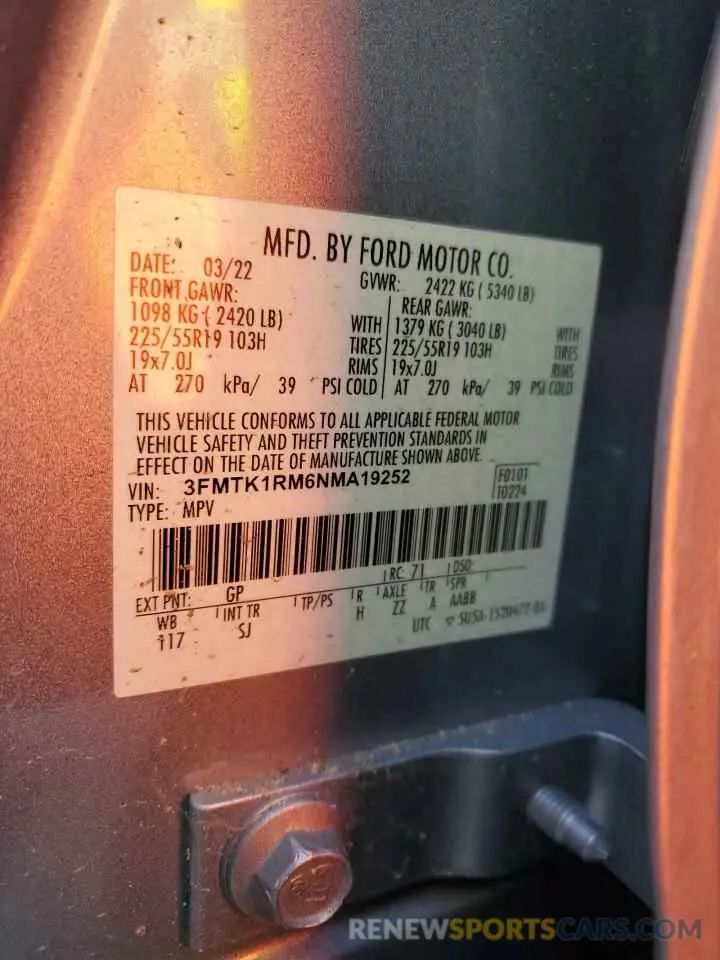 MFD. BY FORD MOTOR CO.
DATE: 03/22
GVWR: 2422 KG ( 5340 LB)
FRONT GAWR:
REAR GAWR:
1098 KG ( 2420 LB) WITH
1379 KG ( 3040 LB) WITH
225/55R19 103H TIRES
225/55R19 103H TIRES
19x7.0J RIMS
19x7.0J RIMS
AT 270 kPa/ 39 PSI COLD
AT 270 kPa/ 39 PSI COLD
THIS VEHICLE CONFORMS TO ALL APPLICABLE FEDERAL MOTOR
VEHICLE SAFETY AND THEFT PREVENTION STANDARDS IN
EFFECT ON THE DATE OF MANUFACTURE SHOWN ABOVE.
VIN: 3FMTK1RM6NMA19252
F0101
TYPE: MPV
T0224
EXT PNT: GP RC: 71 DSO:
WB INT TR TP/PS R AXLE TR SPR
117 SJ H ZZ A AABB
UTC
RENEWSPORTSCARS.COM